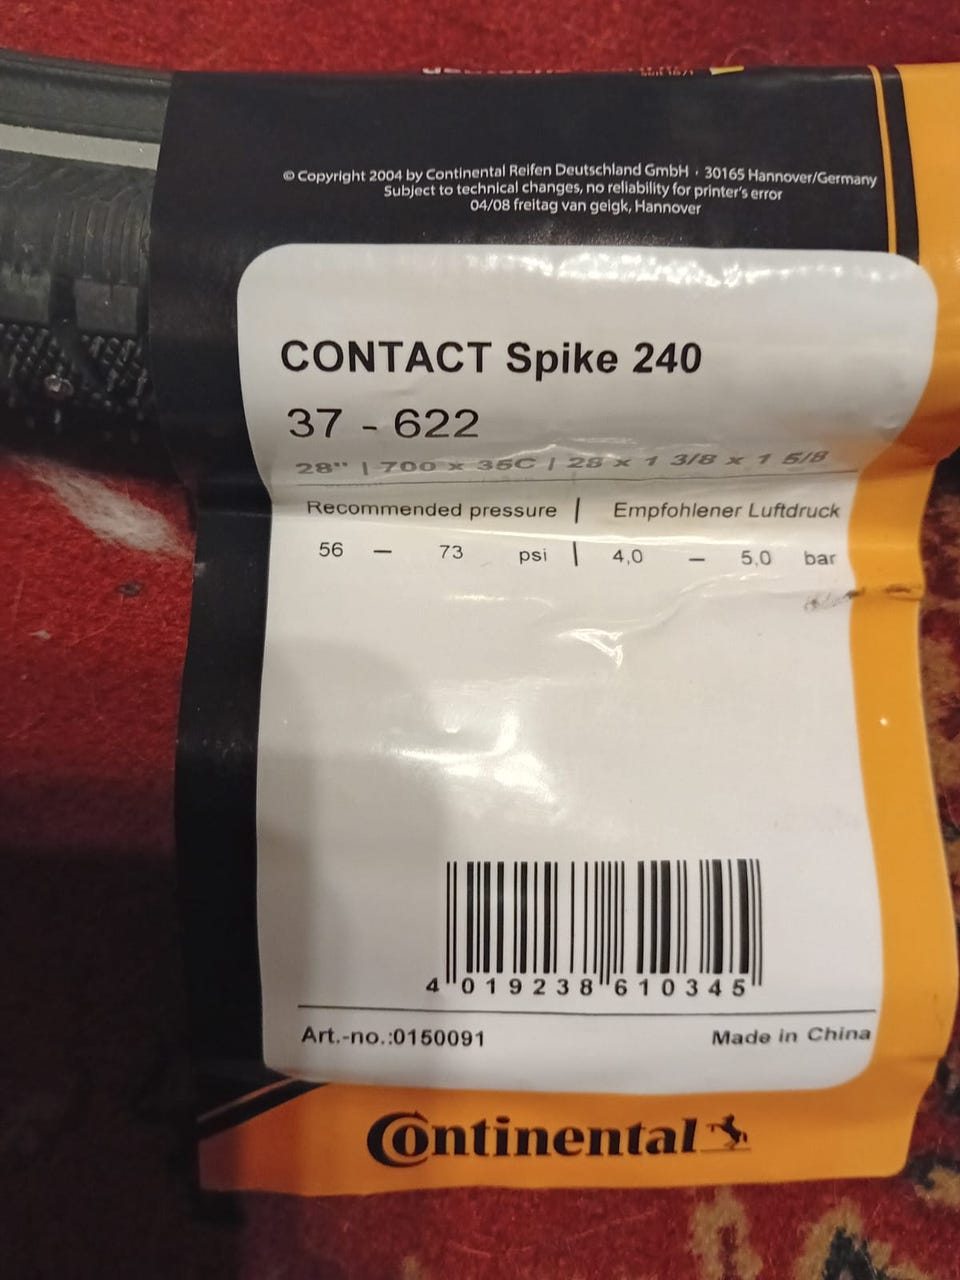 © Copyright 2004 by Continental Reifen Deutschland GmbH · 30165 Hannover/Germany
Subject to technical changes, no reliability for printer's error
04/08 freitag van geigk, Hannover
CONTACT Spike 240
37 - 622
28" | 700 x 35C | 28 x 1 3/8 x 1 5/8
Recommended pressure | Empfohlener Luftdruck
56 – 73 psi | 4,0 – 5,0 bar
4 019238 610345
Art.-no.:0150091 Made in China
Continental